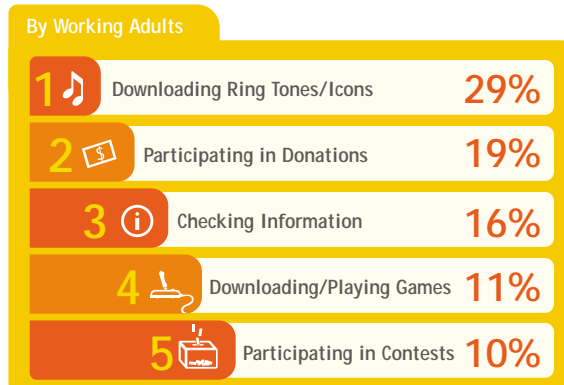 By Working Adults
1 Downloading Ring Tones/Icons 29%
2 $ Participating in Donations 19%
3 i Checking Information 16%
4 Downloading/Playing Games 11%
5 Participating in Contests 10%